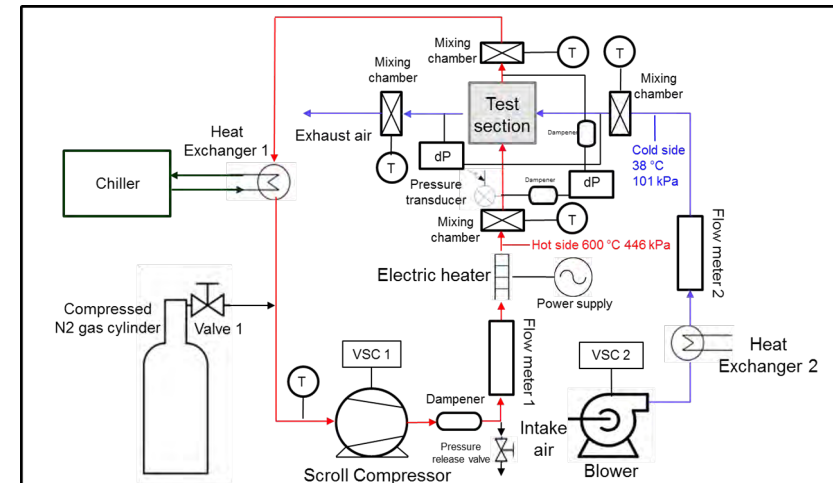 Mixing
chamber
T
T
Mixing
chamber
Mixing
chamber
Test
section
Dampener
Exhaust air
Heat
Exchanger 1
T
dP
Cold side
38 °C
101 kPa
Chiller
Pressure
transducer
Dampener
dP
Mixing
chamber
T
Hot side 600 °C 446 kPa
Flow meter 2
Electric heater
Power supply
Compressed
N2 gas cylinder
Valve 1
Flow meter 1
VSC 1
VSC 2
Heat
Exchanger 2
T
Dampener
Intake
air
Pressure
release valve
Scroll Compressor
Blower